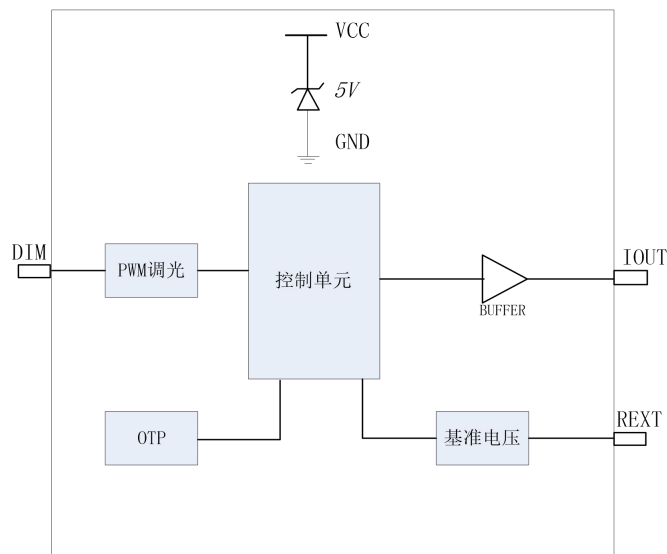 VCC
5V
GND
DIM
PWM调光
控制单元
IOUT
BUFFER
REXT
OTP
基准电压